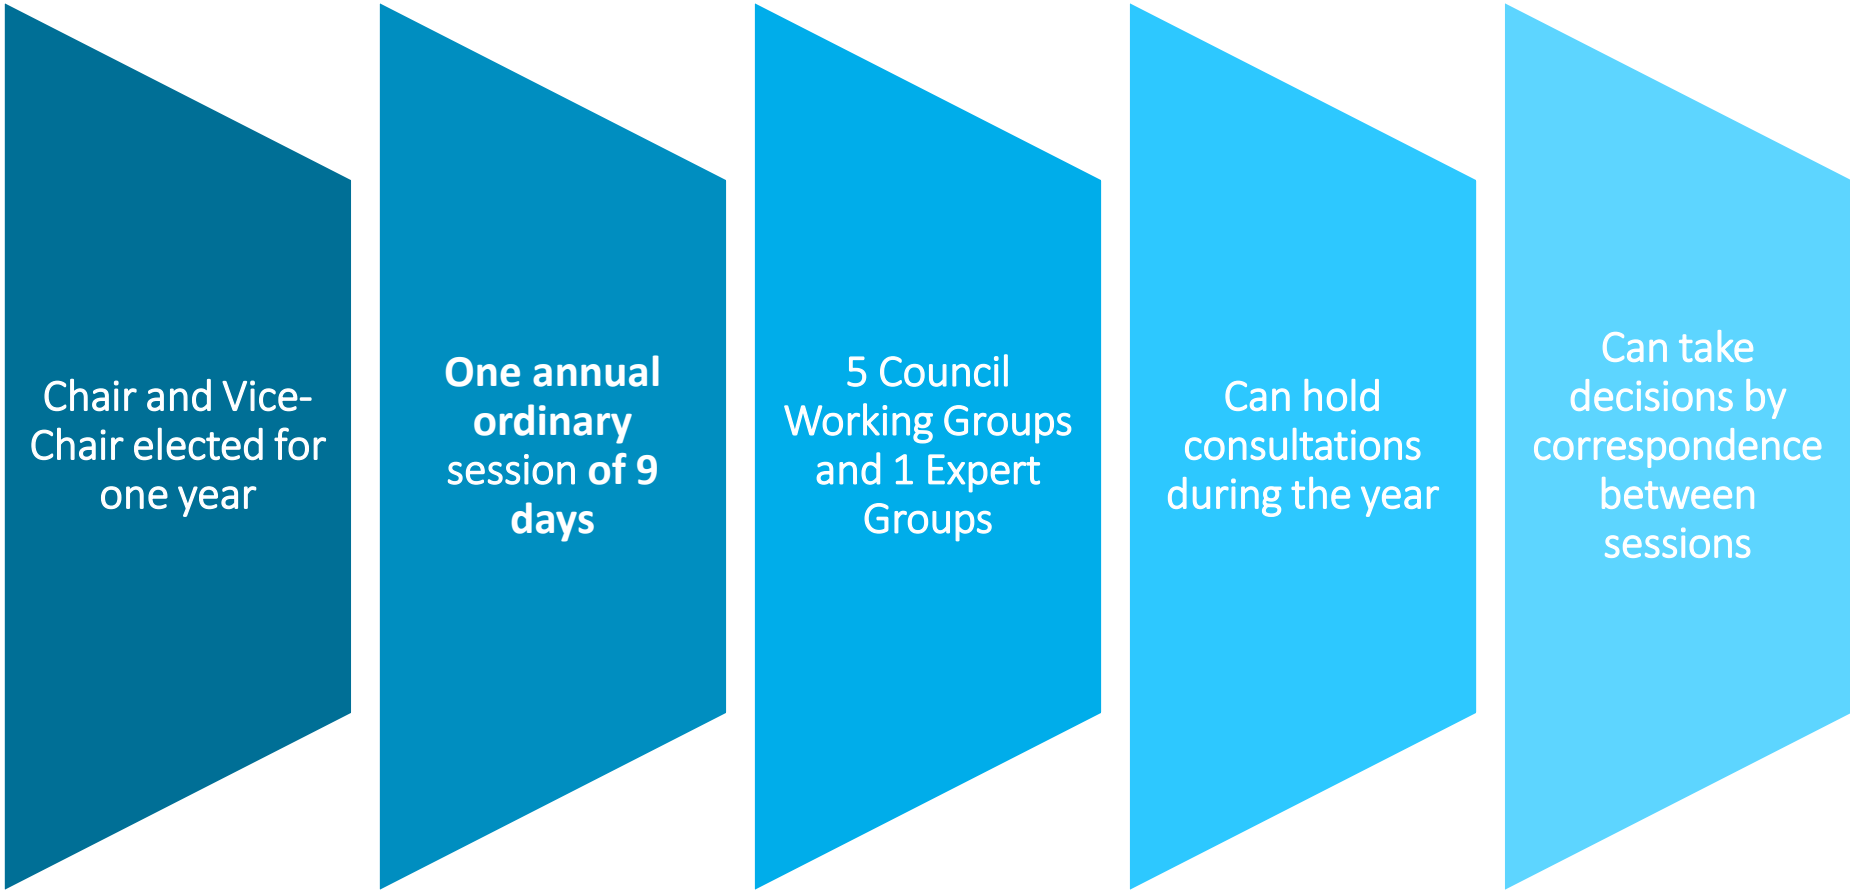 Chair and Vice-
Chair elected for
one year
One annual
ordinary
session of 9
days
5 Council
Working Groups
and 1 Expert
Groups
Can hold
consultations
during the year
Can take
decisions by
correspondence
between
sessions